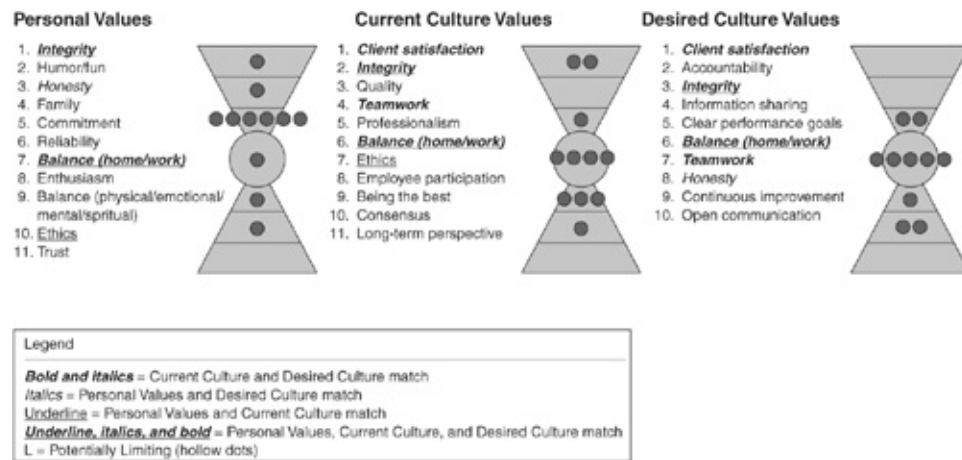 Personal Values
1. Integrity
2. Humor/fun
3. Honesty
4. Family
5. Commitment
6. Reliability
7. Balance (home/work)
8. Enthusiasm
9. Balance (physical/emotional/
mental/spritual)
10. Ethics
11. Trust
Current Culture Values
1. Client satisfaction
2. Integrity
3. Quality
4. Teamwork
5. Professionalism
6. Balance (home/work)
7. Ethics
8. Employee participation
9. Being the best
10. Consensus
11. Long-term perspective
Desired Culture Values
1. Client satisfaction
2. Accountability
3. Integrity
4. Information sharing
5. Clear performance goals
6. Balance (home/work)
7. Teamwork
8. Honesty
9. Continuous improvement
10. Open communication
Legend
Bold and italics = Current Culture and Desired Culture match
Italics = Personal Values and Desired Culture match
Underline = Personal Values and Current Culture match
Underline, italics, and bold = Personal Values, Current Culture, and Desired Culture match
L = Potentially Limiting (hollow dots)